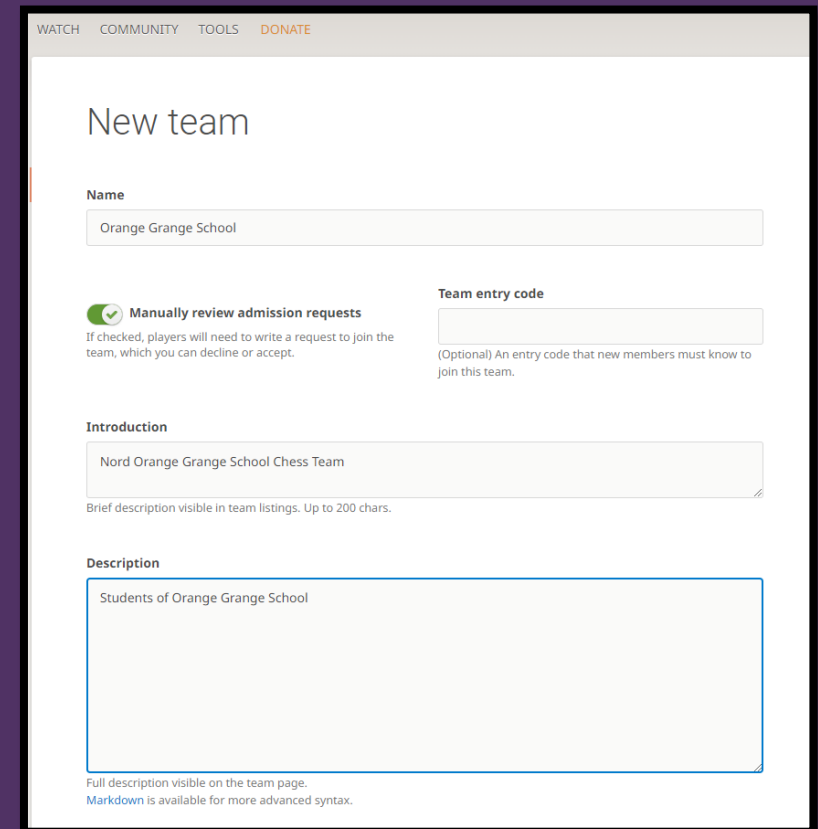 WATCH COMMUNITY TOOLS DONATE
New team
Name
Orange Grange School
Manually review admission requests
If checked, players will need to write a request to join the
team, which you can decline or accept.
Team entry code
(Optional) An entry code that new members must know to
join this team.
Introduction
Nord Orange Grange School Chess Team
Brief description visible in team listings. Up to 200 chars.
Description
Students of Orange Grange School
Full description visible on the team page.
Markdown is available for more advanced syntax.